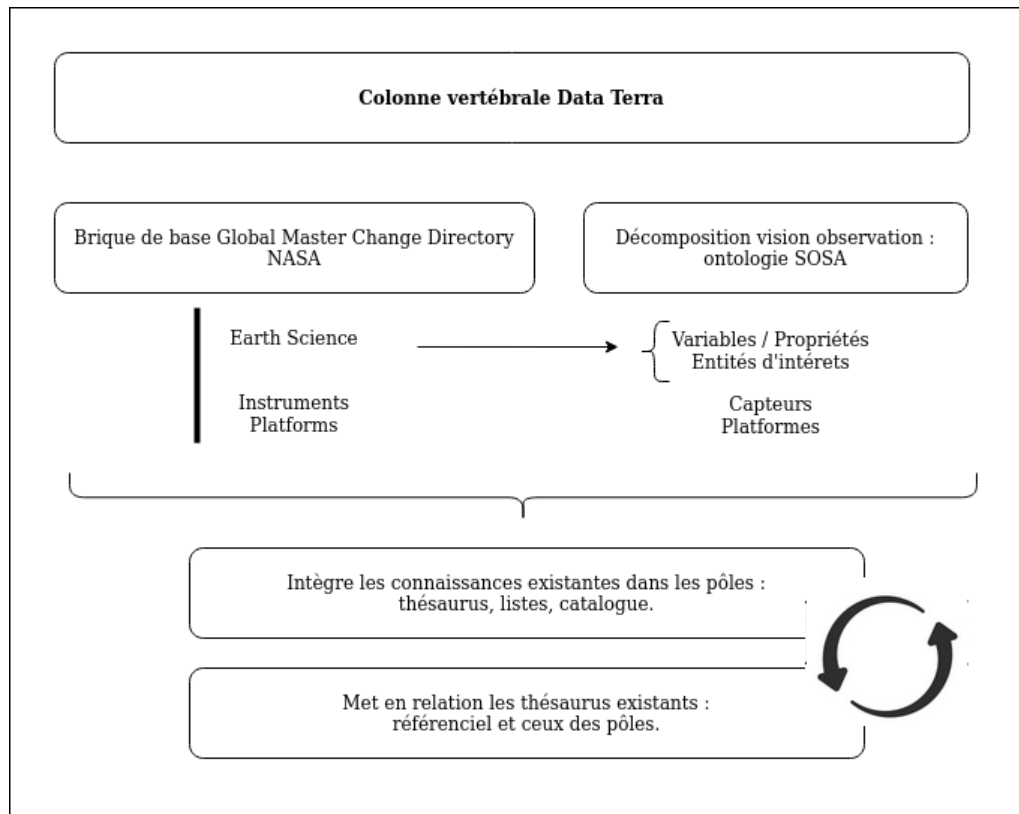 Colonne vertébrale Data Terra
Brique de base Global Master Change Directory
NASA
Décomposition vision observation :
ontologie SOSA
Earth Science
Variables / Propriétés
Entités d'intérets
Instruments
Platforms
Capteurs
Platformes
Intègre les connaissances existantes dans les pôles :
thésaurus, listes, catalogue.
Met en relation les thésaurus existants :
référenciel et ceux des pôles.